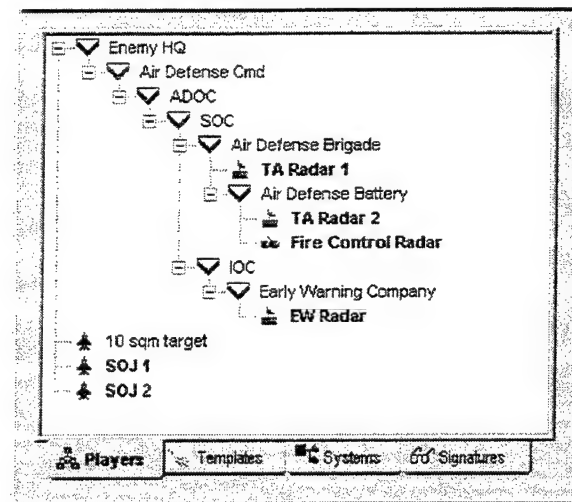 Enemy HQ
Air Defense Cmd
ADOC
SOC
Air Defense Brigade
TA Radar 1
Air Defense Battery
TA Radar 2
Fire Control Radar
IOC
Early Warning Company
EW Radar
10 sqm target
SOJ 1
SOJ 2
Players Templates Systems Signatures